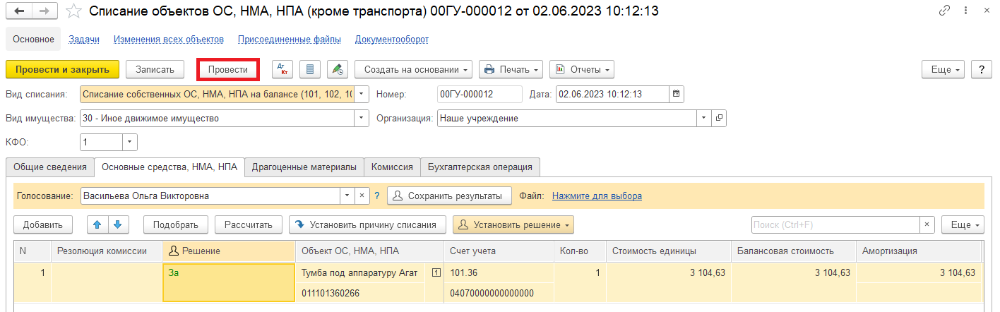 Списание объектов ОС, НМА, НПА (кроме транспорта) 00ГУ-000012 от 02.06.2023 10:12:13
Основное Задачи Изменения всех объектов Присоединенные файлы Документооборот
Провести и закрыть Записать Провести Дт Кт Создать на основании Печать Отчеты Еще ?
Вид списания: Списание собственных ОС, НМА, НПА на балансе (101, 102, 10 Номер: 00ГУ-000012 Дата: 02.06.2023 10:12:13
Вид имущества: 30 - Иное движимое имущество Организация: Наше учреждение
КФО: 1
Общие сведения Основные средства, НМА, НПА Драгоценные материалы Комиссия Бухгалтерская операция
Голосование: Васильева Ольга Викторовна ? Сохранить результаты Файл: Нажмите для выбора
Добавить Подобрать Рассчитать Установить причину списания Установить решение Поиск (Ctrl+F) × Еще
N Резолюция комиссии Решение Объект ОС, НМА, НПА Счет учета Кол-во Стоимость единицы Балансовая стоимость Амортизация
1 За Тумба под аппаратуру Агат 1 101.36 1 3 104,63 3 104,63 3 104,63
011101360266 04070000000000000